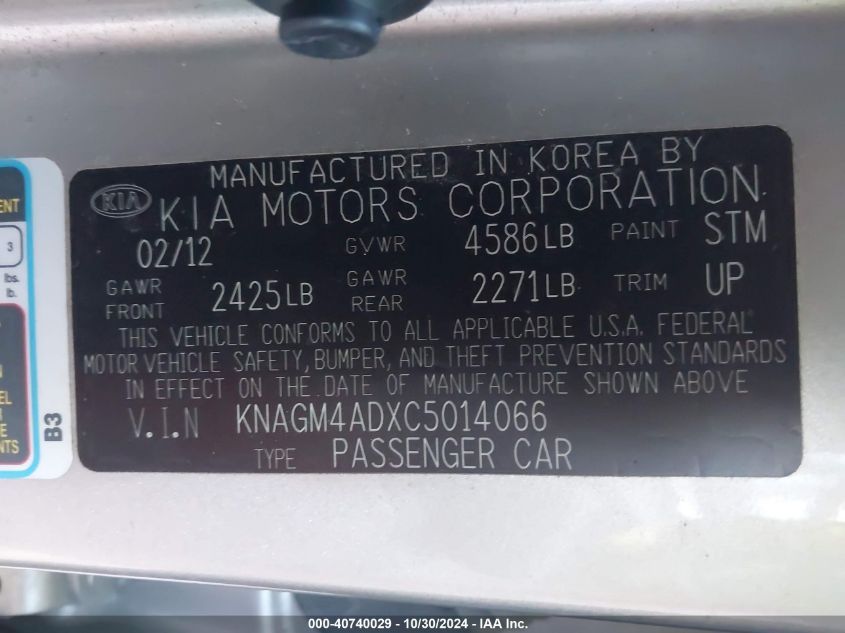 MANUFACTURED IN KOREA BY
KIA KIA MOTORS CORPORATION
02/12 GVWR 4586LB PAINT STM
GAWR FRONT 2425LB GAWR REAR 2271LB TRIM UP
THIS VEHICLE CONFORMS TO ALL APPLICABLE U.S.A. FEDERAL
MOTOR VEHICLE SAFETY, BUMPER, AND THEFT PREVENTION STANDARDS
IN EFFECT ON THE DATE OF MANUFACTURE SHOWN ABOVE
V.I.N KNAGM4ADXC5014066
TYPE PASSENGER CAR
3
lbs.
lb.
B3
000-40740029 - 10/30/2024 - IAA Inc.